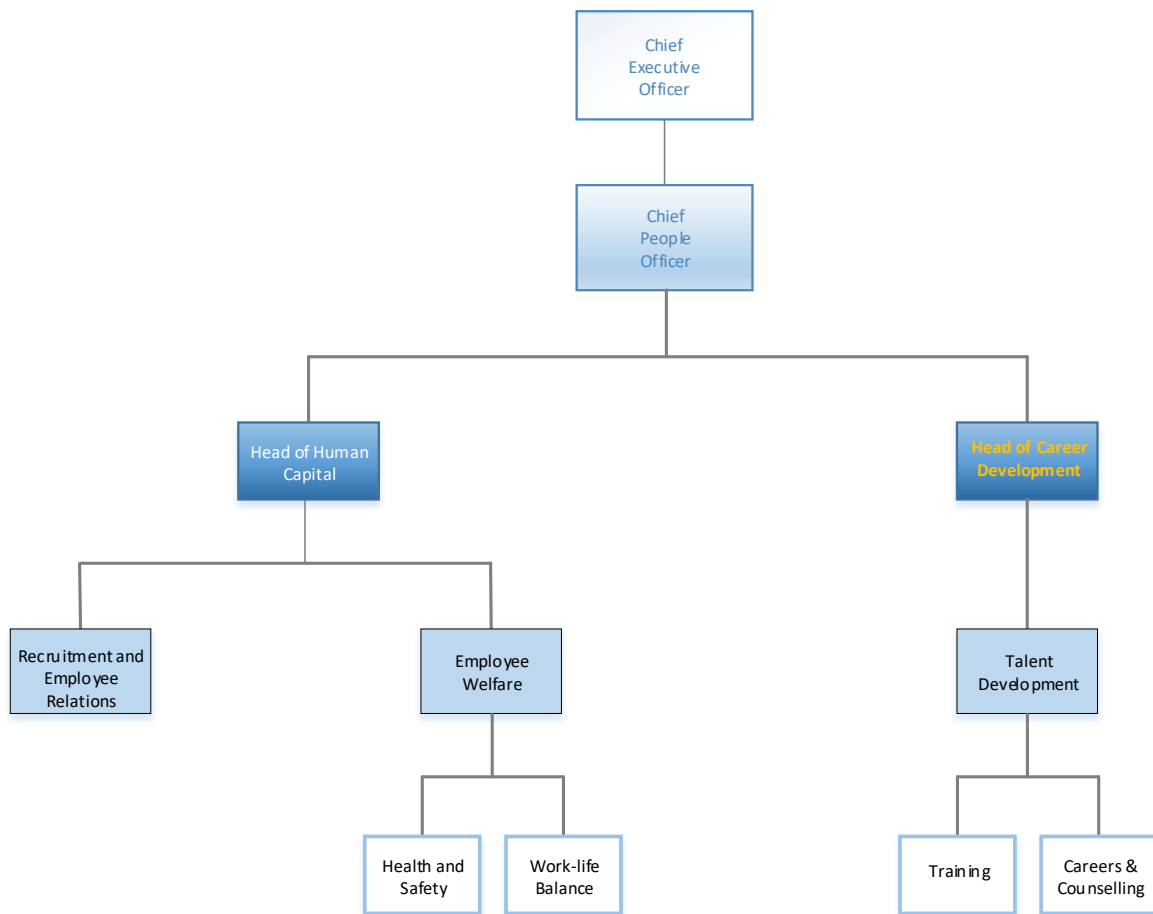 Chief
Executive
Officer
Chief
People
Officer
Head of Human
Capital
Head of Career
Development
Recruitment and
Employee
Relations
Employee
Welfare
Talent
Development
Health and
Safety
Work-life
Balance
Training
Careers &
Counselling